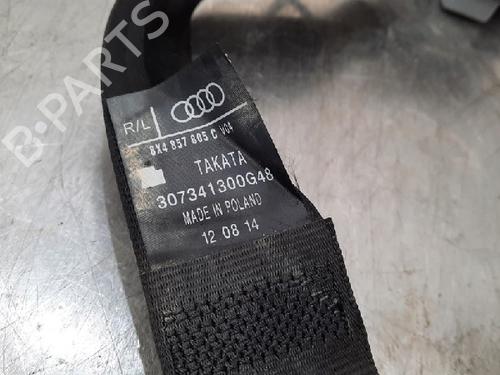 B-PARTS
R/L
8X4 857 805 C V04
TAKATA
307341300G48
MADE IN POLAND
12 08 14